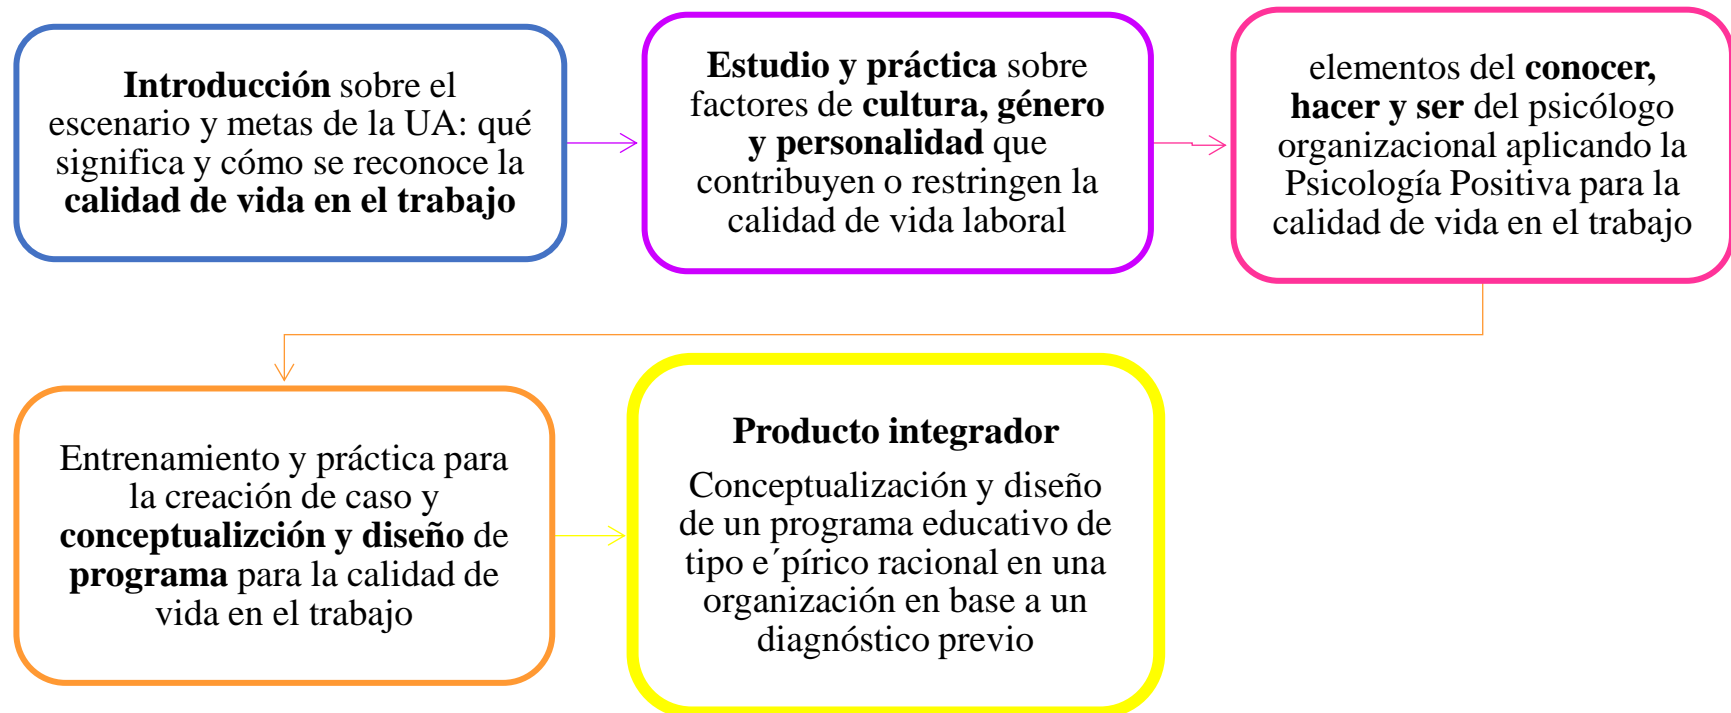 Introducción sobre el
escenario y metas de la UA: qué
significa y cómo se reconoce la
calidad de vida en el trabajo
Estudio y práctica sobre
factores de cultura, género
y personalidad que
contribuyen o restringen la
calidad de vida laboral
elementos del conocer,
hacer y ser del psicólogo
organizacional aplicando la
Psicología Positiva para la
calidad de vida en el trabajo
Entrenamiento y práctica para
la creación de caso y
conceptualizción y diseño de
programa para la calidad de
vida en el trabajo
Producto integrador
Conceptualización y diseño
de un programa educativo de
tipo e´pírico racional en una
organización en base a un
diagnóstico previo